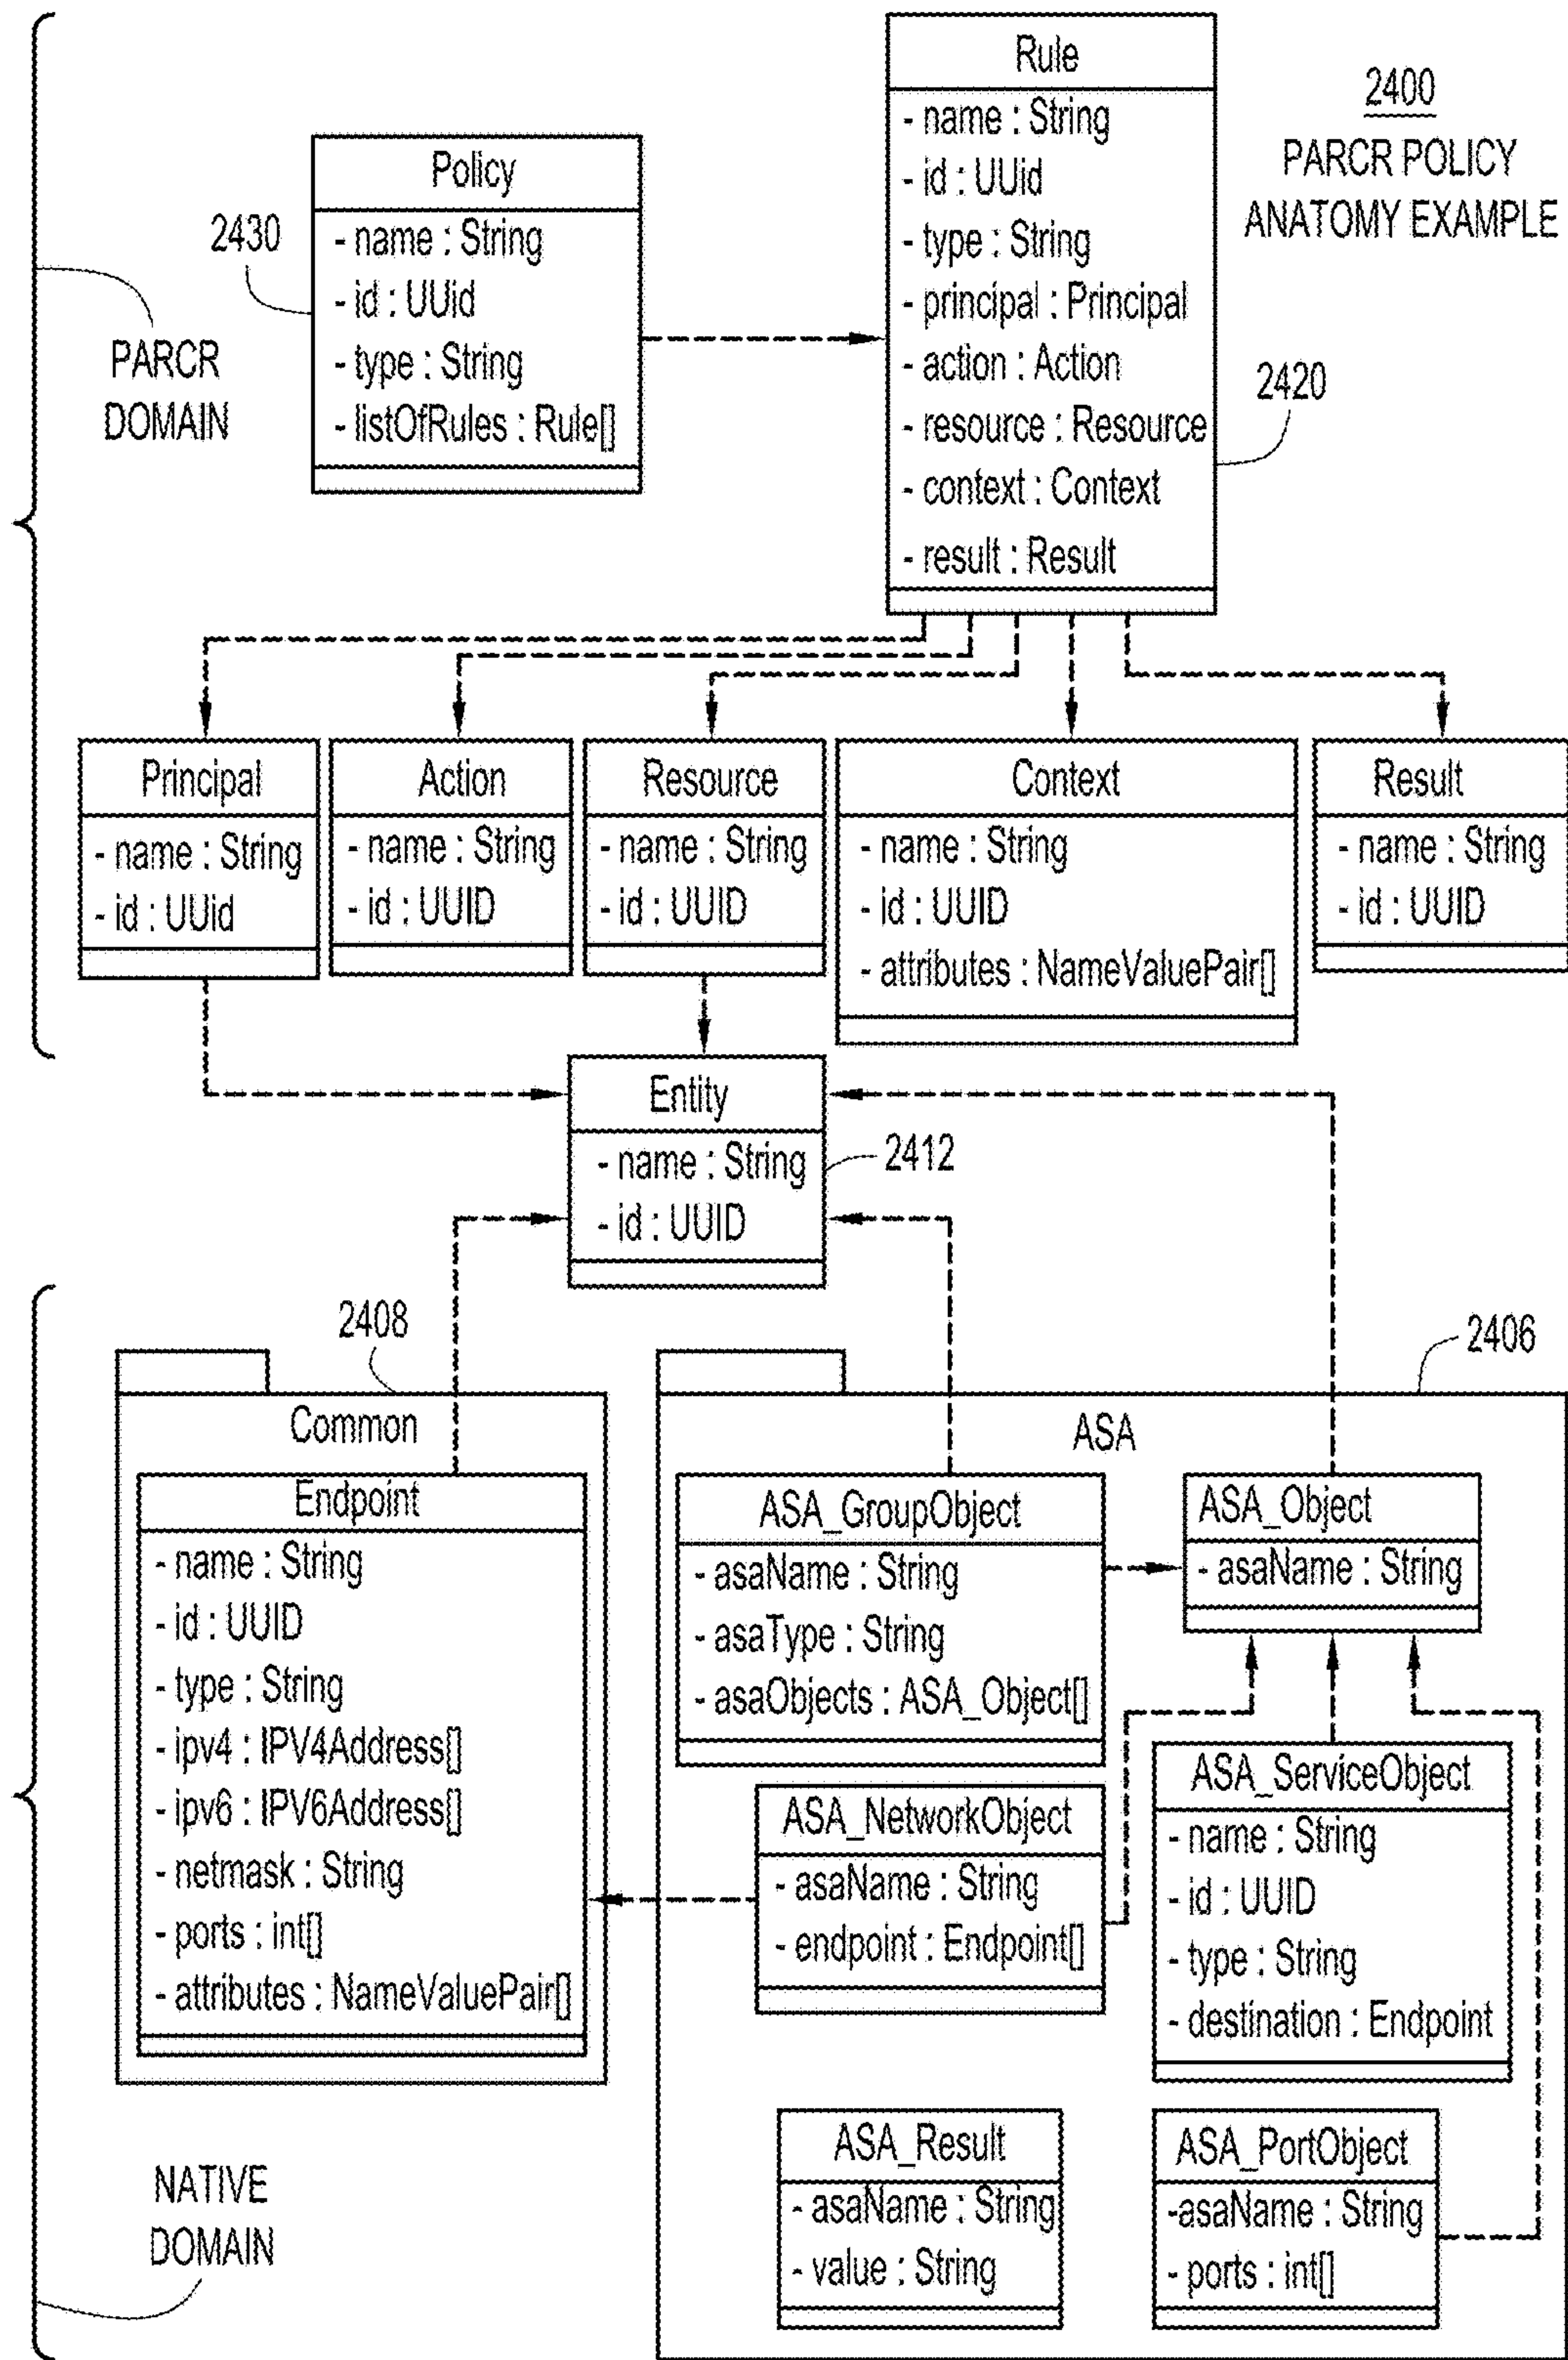 2400
PARCR POLICY
ANATOMY EXAMPLE
PARCR
DOMAIN
2430
Policy
- name : String
- id : UUid
- type : String
- listOfRules : Rule[]
Rule
- name : String
- id : UUid
- type : String
- principal : Principal
- action : Action
- resource : Resource
- context : Context
- result : Result
2420
Principal
- name : String
- id : UUid
Action
- name : String
- id : UUID
Resource
- name : String
- id : UUID
Context
- name : String
- id : UUID
- attributes : NameValuePair[]
Result
- name : String
- id : UUID
Entity
- name : String
- id : UUID
2412
NATIVE
DOMAIN
2408
Common
Endpoint
- name : String
- id : UUID
- type : String
- ipv4 : IPV4Address[]
- ipv6 : IPV6Address[]
- netmask : String
- ports : int[]
- attributes : NameValuePair[]
2406
ASA
ASA_GroupObject
- asaName : String
- asaType : String
- asaObjects : ASA_Object[]
ASA_Object
- asaName : String
ASA_NetworkObject
- asaName : String
- endpoint : Endpoint[]
ASA_ServiceObject
- name : String
- id : UUID
- type : String
- destination : Endpoint
ASA_Result
- asaName : String
- value : String
ASA_PortObject
-asaName : String
- ports : int[]